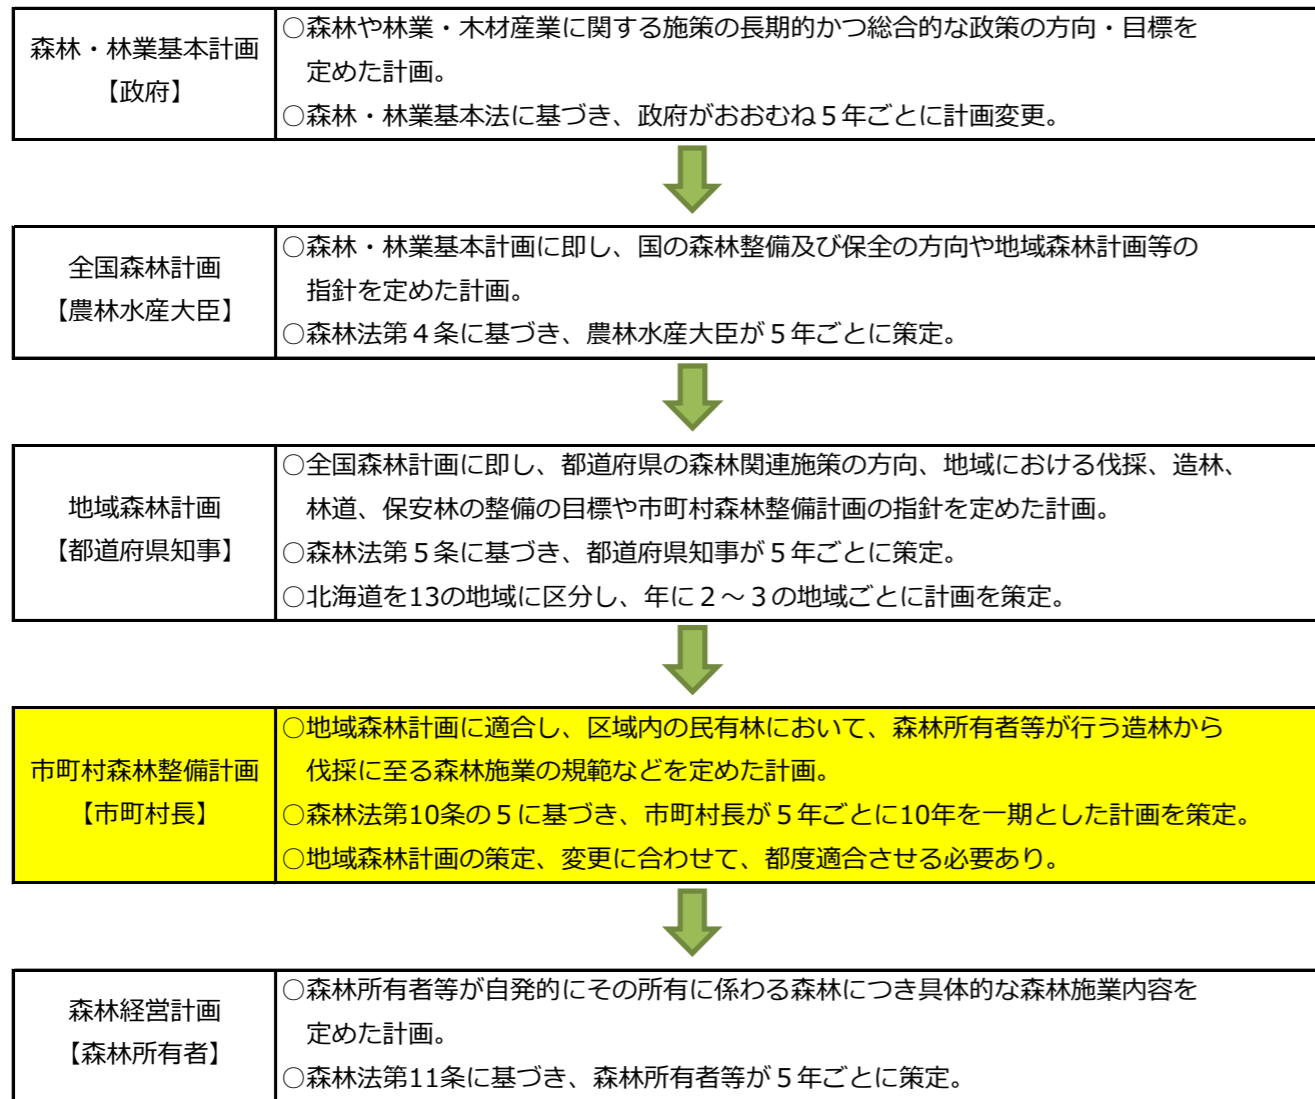 森林・林業基本計画
【政府】
○森林や林業・木材産業に関する施策の長期的かつ総合的な政策の方向・目標を
定めた計画。
○森林・林業基本法に基づき、政府がおおむね５年ごとに計画変更。
全国森林計画
【農林水産大臣】
○森林・林業基本計画に即し、国の森林整備及び保全の方向や地域森林計画等の
指針を定めた計画。
○森林法第４条に基づき、農林水産大臣が５年ごとに策定。
地域森林計画
【都道府県知事】
○全国森林計画に即し、都道府県の森林関連施策の方向、地域における伐採、造林、
林道、保安林の整備の目標や市町村森林整備計画の指針を定めた計画。
○森林法第５条に基づき、都道府県知事が５年ごとに策定。
○北海道を13の地域に区分し、年に２～３の地域ごとに計画を策定。
市町村森林整備計画
【市町村長】
○地域森林計画に適合し、区域内の民有林において、森林所有者等が行う造林から
伐採に至る森林施業の規範などを定めた計画。
○森林法第10条の５に基づき、市町村長が５年ごとに10年を一期とした計画を策定。
○地域森林計画の策定、変更に合わせて、都度適合させる必要あり。
森林経営計画
【森林所有者】
○森林所有者等が自発的にその所有に係わる森林につき具体的な森林施業内容を
定めた計画。
○森林法第11条に基づき、森林所有者等が５年ごとに策定。